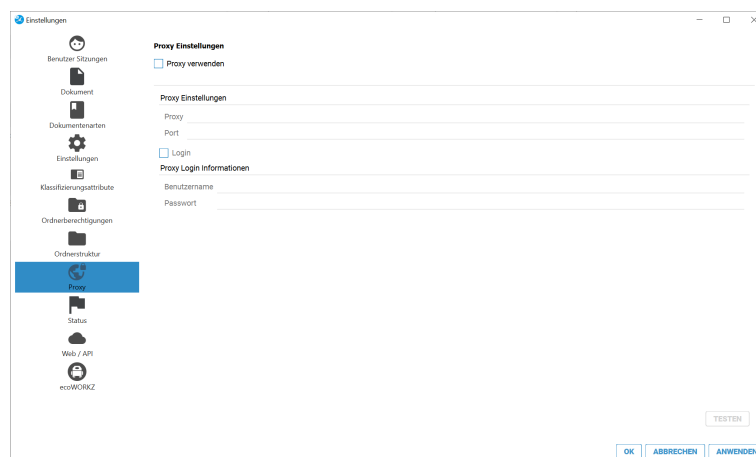 Einstellungen
Benutzer Sitzungen
Dokument
Dokumentenarten
Einstellungen
Klassifizierungsattribute
Ordnerberechtigungen
Ordnerstruktur
Proxy
Status
Web / API
ecoWORKZ
Proxy Einstellungen
Proxy verwenden
Proxy Einstellungen
Proxy
Port
Login
Proxy Login Informationen
Benutzername
Passwort
TESTEN
OK ABBRECHEN ANWENDEN